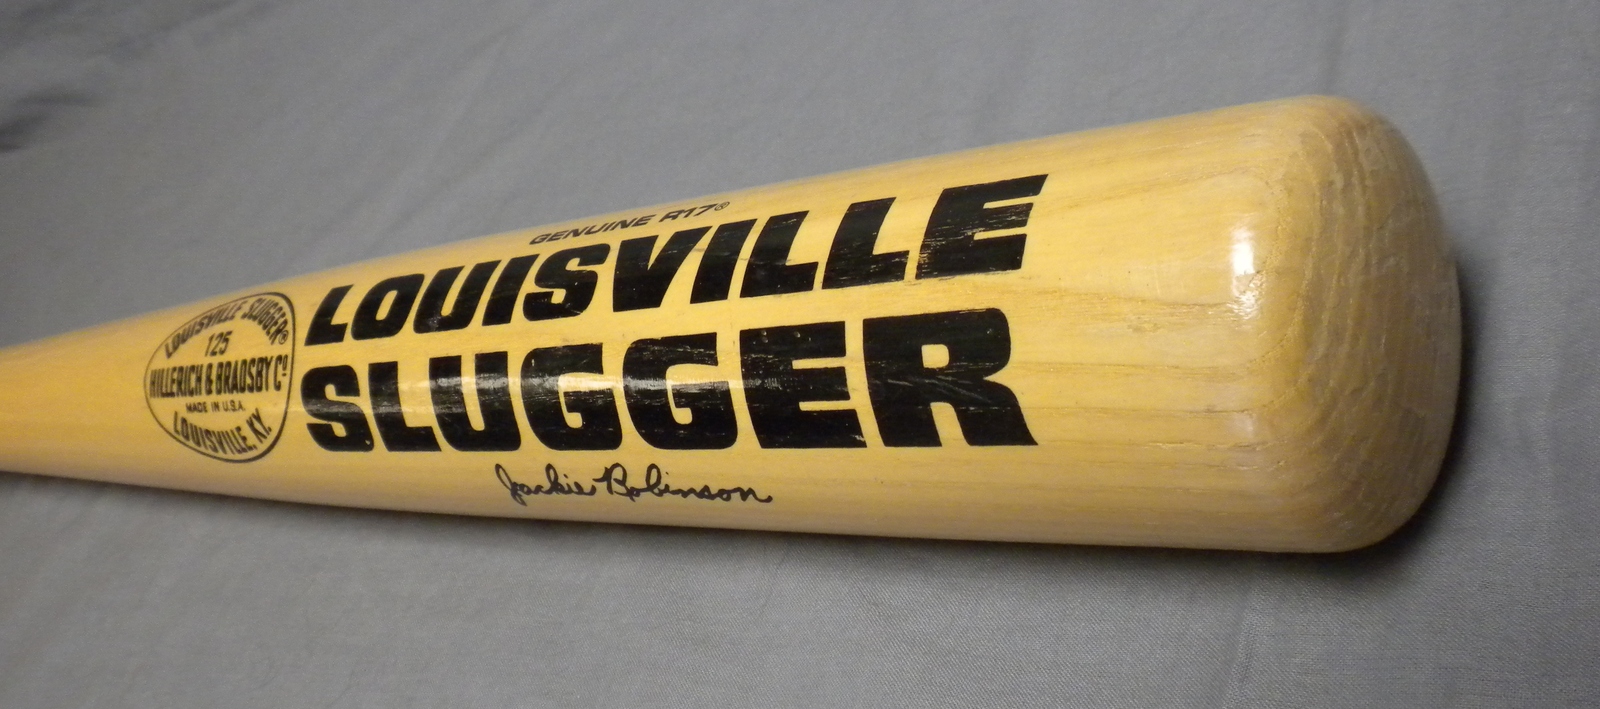 LOUISVILLE SLUGGER®
125
HILLERICH & BRADSBY Cº
MADE IN U.S.A.
LOUISVILLE, KY.
GENUINE R17®
LOUISVILLE
SLUGGER
Jackie Robinson